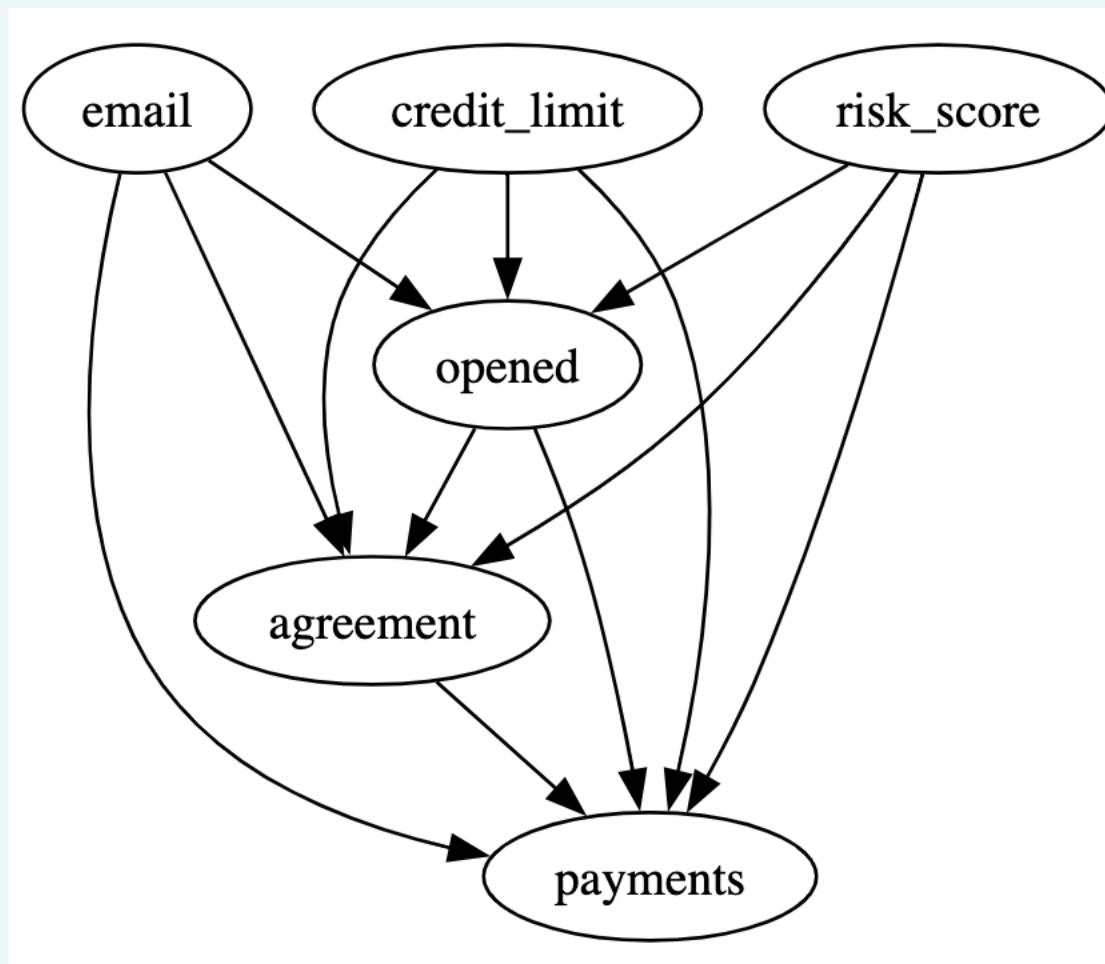 email
credit_limit
risk_score
opened
agreement
payments